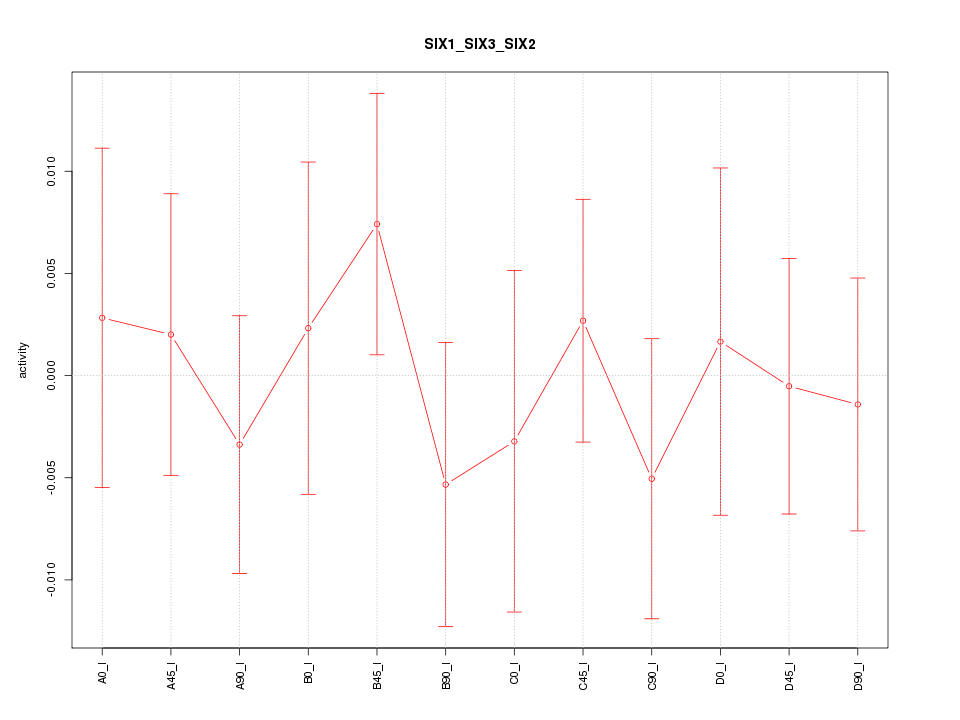 SIX1_SIX3_SIX2
activity
0.010
0.005
0.000
-0.005
-0.010
A0_I
A45_I
A90_I
B0_I
B45_I
B90_I
C0_I
C45_I
C90_I
D0_I
D45_I
D90_I